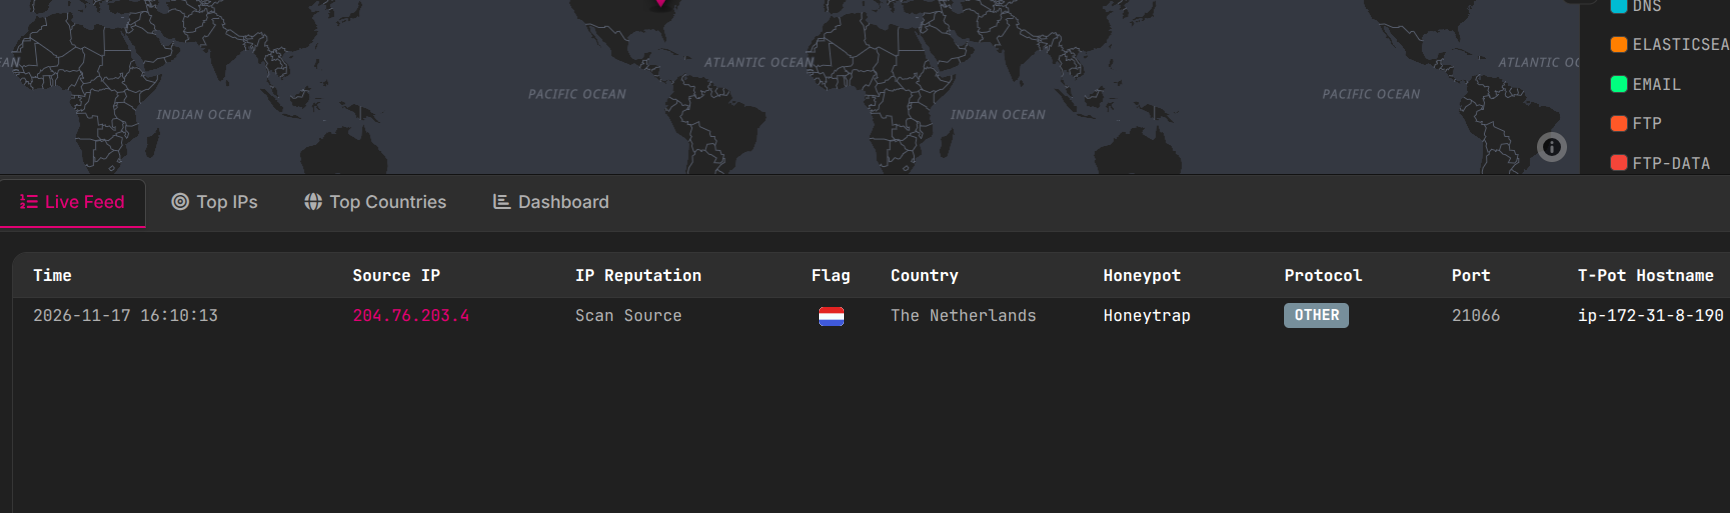 DNS
ELASTICSEA
EMAIL
FTP
FTP-DATA
EAN
INDIAN OCEAN
PACIFIC OCEAN
ATLANTIC OCEAN
INDIAN OCEAN
PACIFIC OCEAN
ATLANTIC OC
Live Feed Top IPs Top Countries Dashboard
Time Source IP IP Reputation Flag Country Honeypot Protocol Port T-Pot Hostname
2026-11-17 16:10:13 204.76.203.4 Scan Source The Netherlands Honeytrap OTHER 21066 ip-172-31-8-190